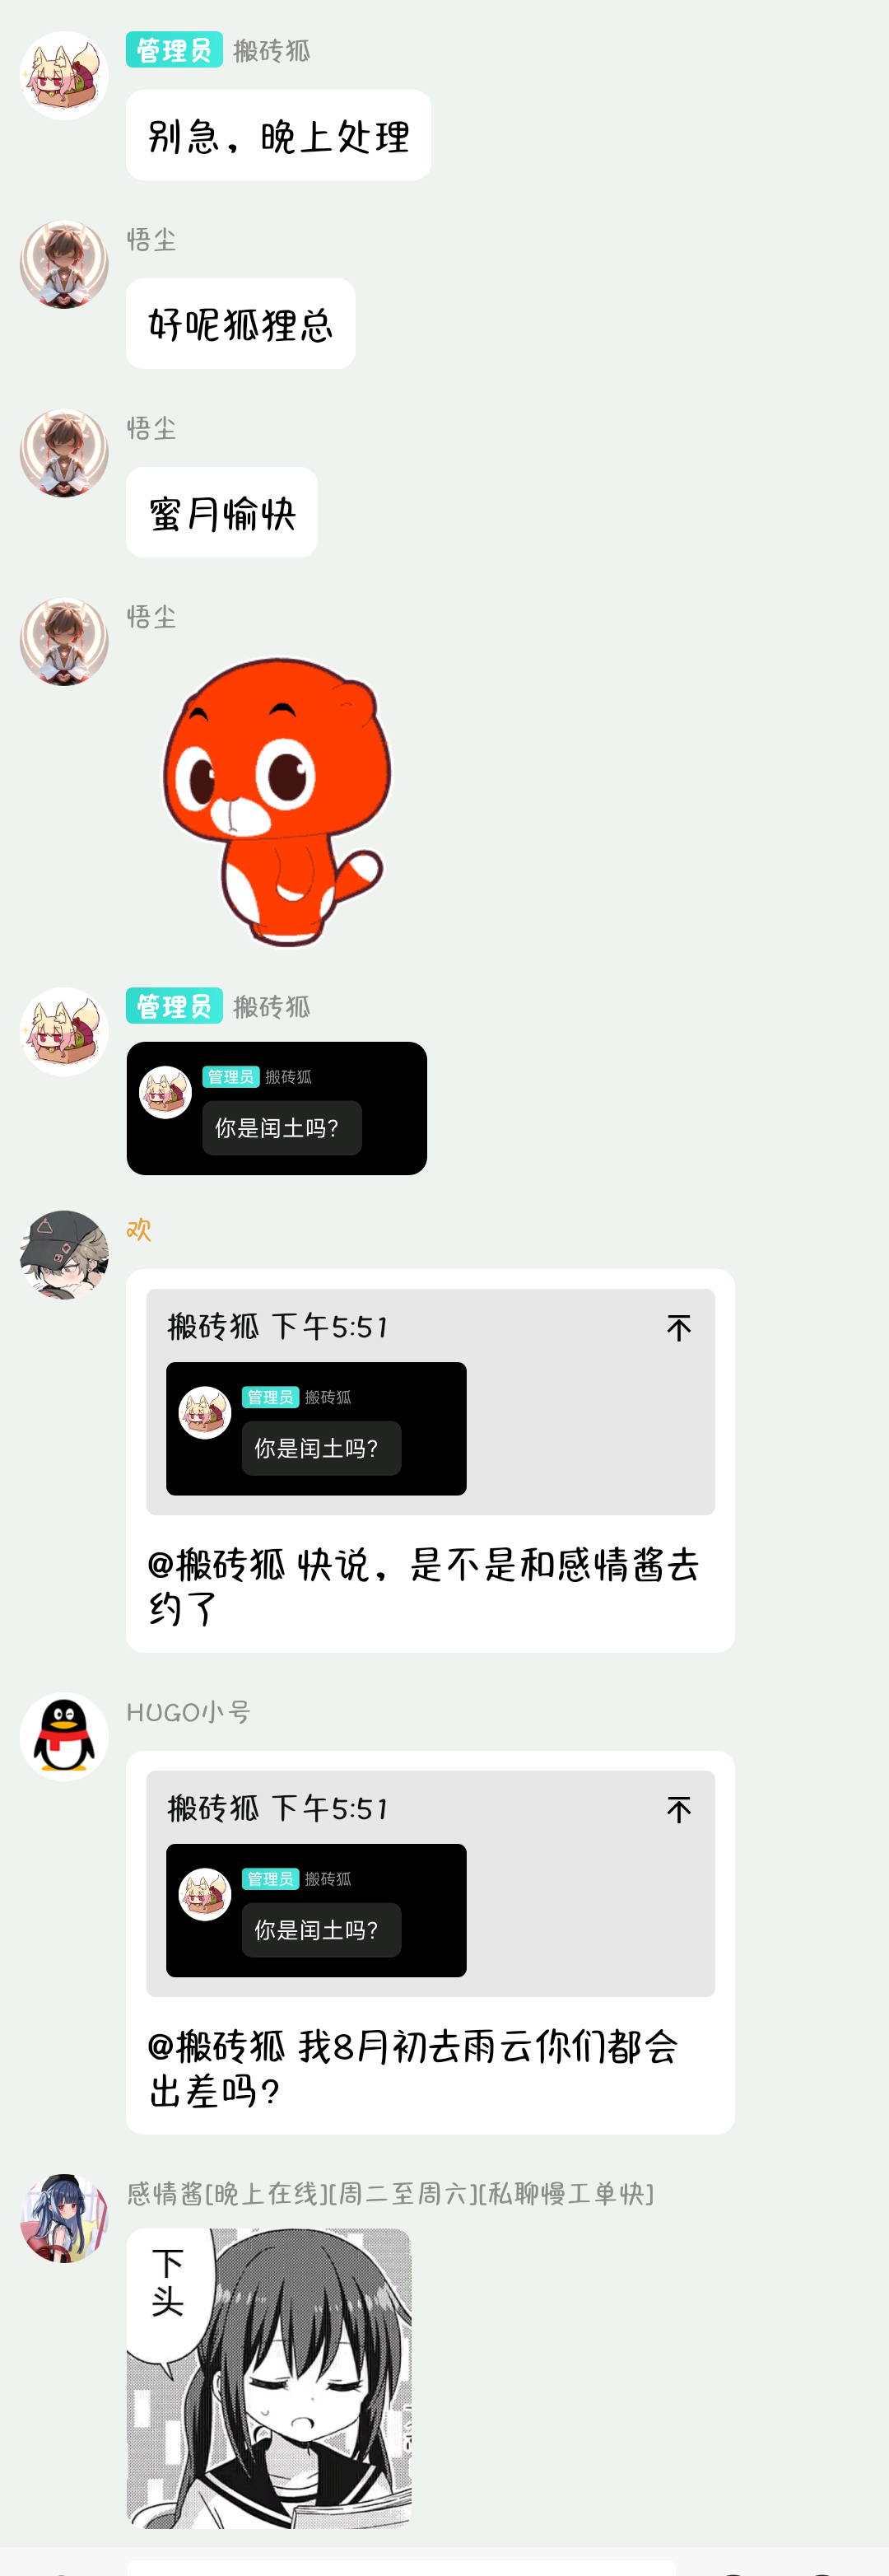 管理员 搬砖狐
别急，晚上处理
悟尘
好呢狐狸总
悟尘
蜜月愉快
悟尘
管理员 搬砖狐
管理员 搬砖狐
你是闰土吗?
欢
搬砖狐 下午5:51
管理员 搬砖狐
你是闰土吗?
@搬砖狐 快说，是不是和感情酱去
约了
HUGO小号
搬砖狐 下午5:51
管理员 搬砖狐
你是闰土吗?
@搬砖狐 我8月初去雨云你们都会
出差吗?
感情酱[晚上在线][周二至周六][私聊慢工单快]
下头